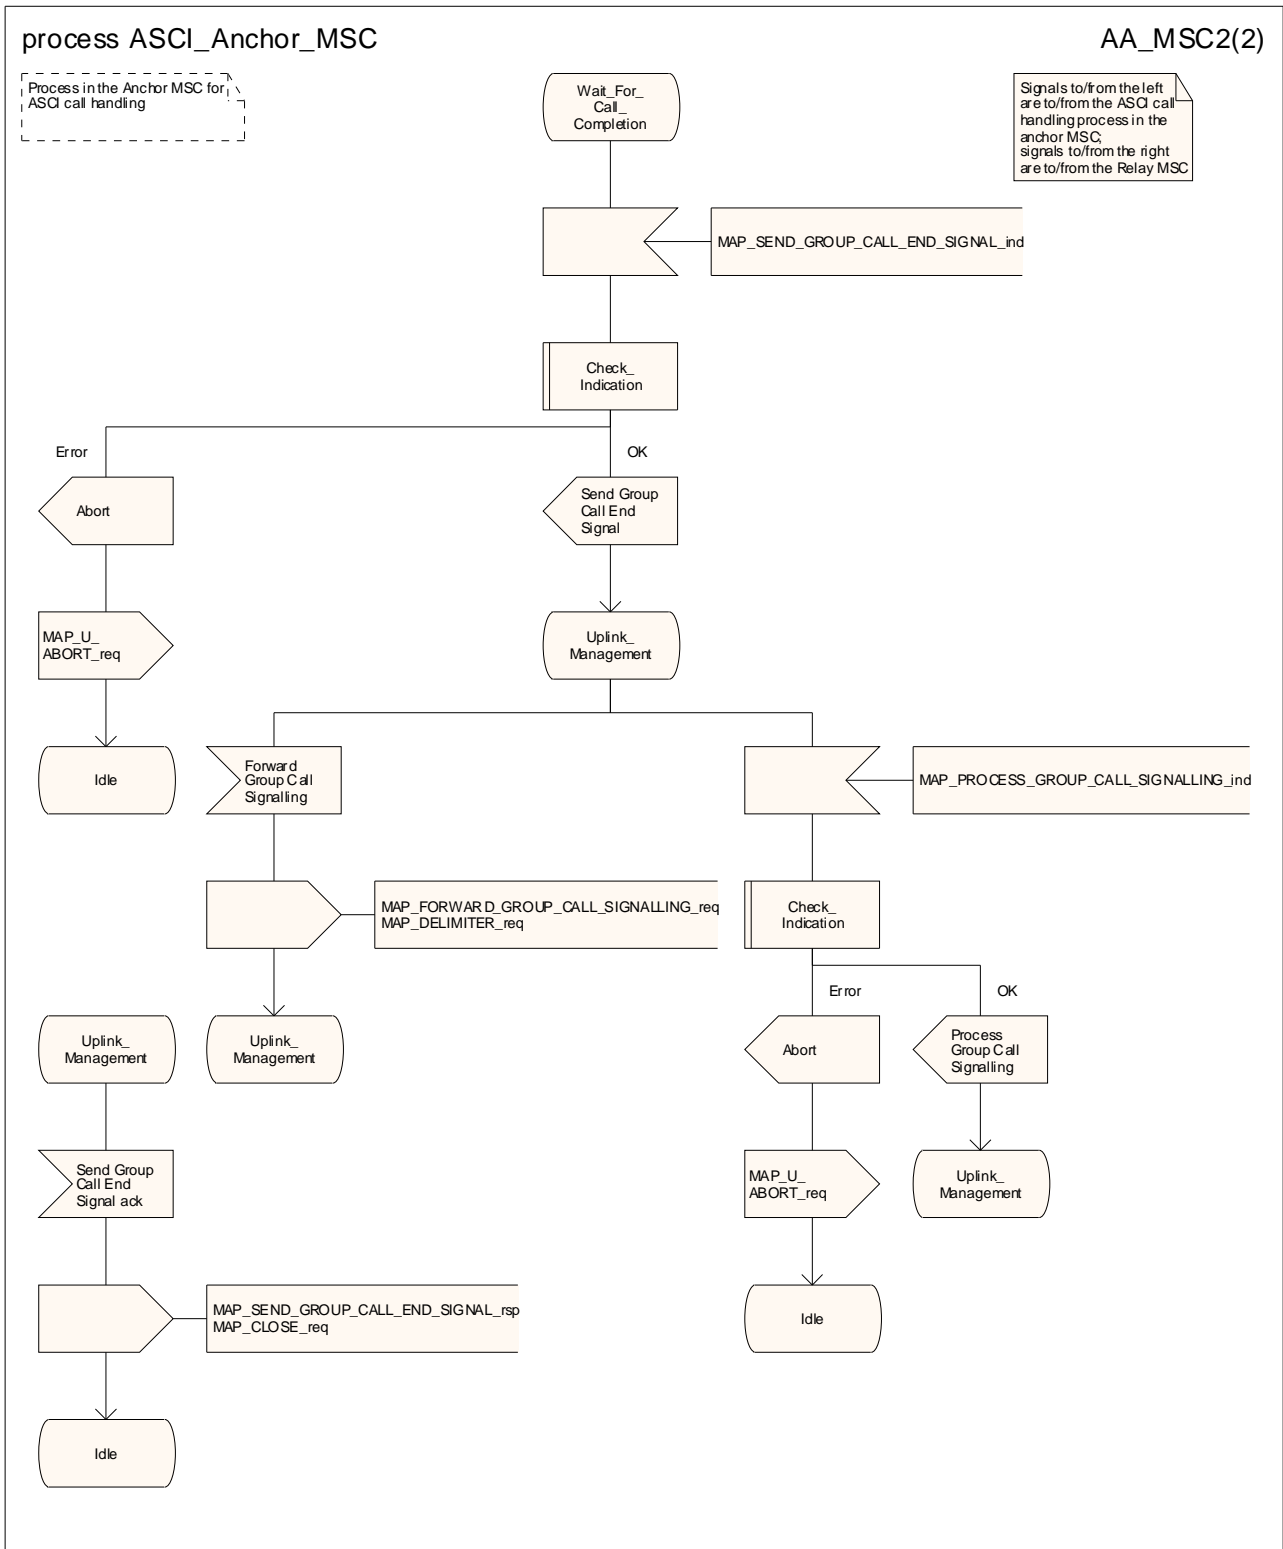 process ASCI_Anchor_MSC
AA_MSC2(2)
Process in the Anchor MSC for
ASCI call handling
Wait_For_
Call_
Completion
Signals to/from the left
are to/from the ASCI call
handling process in the
anchor MSC;
signals to/from the right
are to/from the Relay MSC
MAP_SEND_GROUP_CALL_END_SIGNAL_ind
Check_
Indication
Error
OK
Abort
Send Group
Call End
Signal
MAP_U_
ABORT_req
Uplink_
Management
Idle
Forward
Group Call
Signalling
MAP_PROCESS_GROUP_CALL_SIGNALLING_ind
MAP_FORWARD_GROUP_CALL_SIGNALLING_req
MAP_DELIMITER_req
Check_
Indication
Error
OK
Uplink_
Management
Uplink_
Management
Abort
Process
Group Call
Signalling
Send Group
Call End
Signal ack
MAP_U_
ABORT_req
Uplink_
Management
MAP_SEND_GROUP_CALL_END_SIGNAL_rsp
MAP_CLOSE_req
Idle
Idle